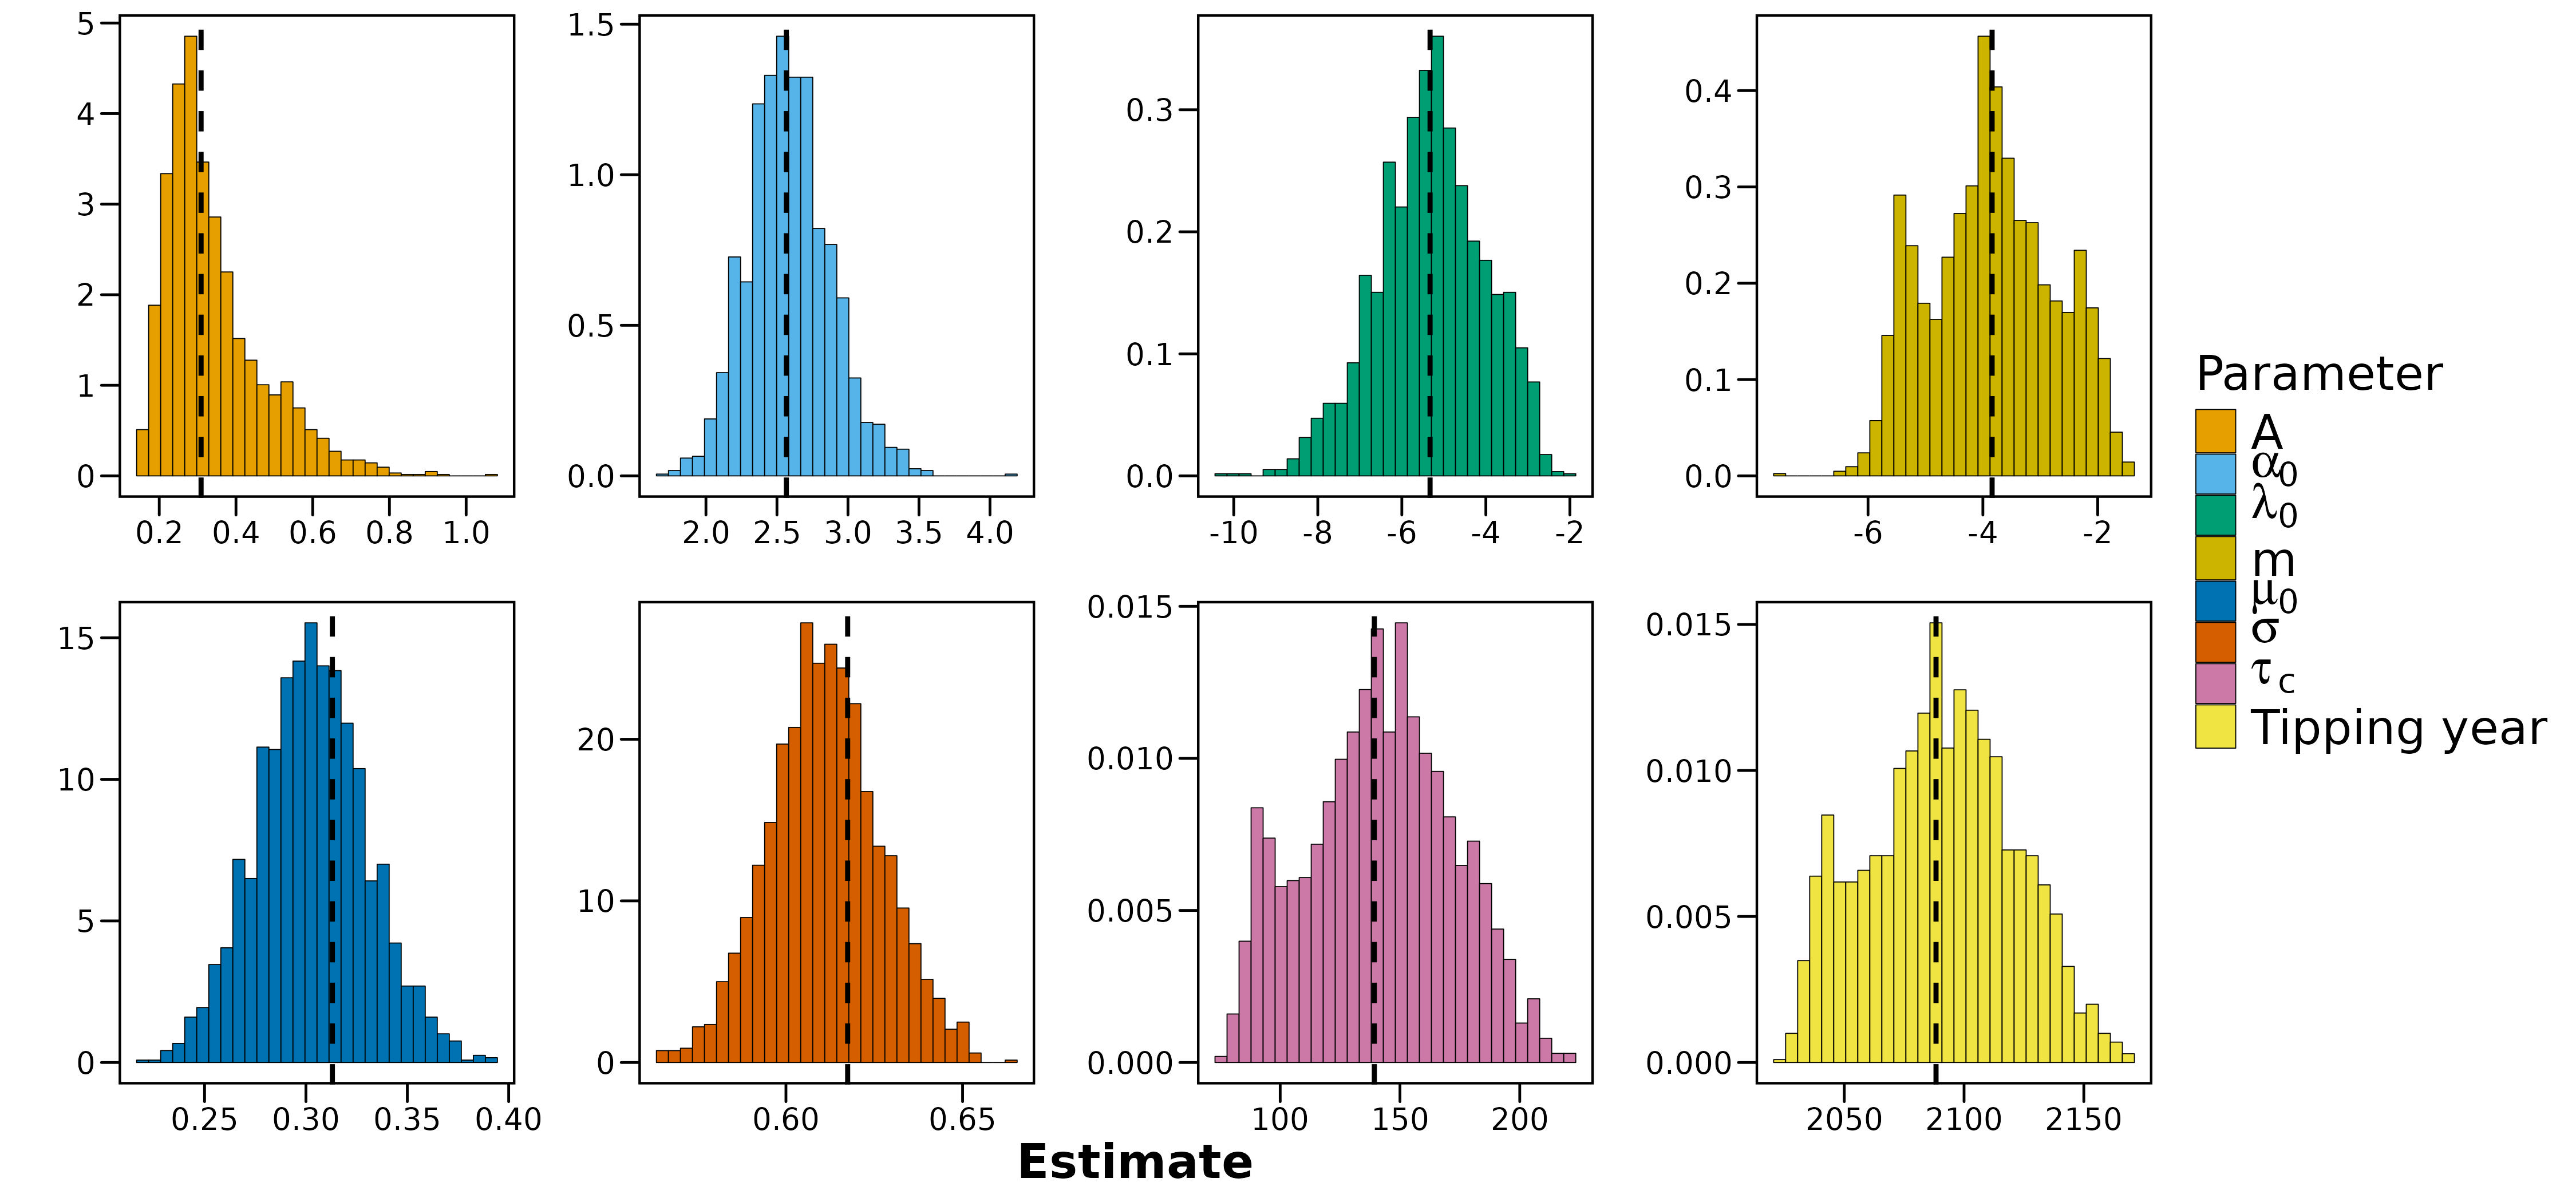 5
4
3
2
1
0
0.2 0.4 0.6 0.8 1.0
1.5
1.0
0.5
0.0
2.0 2.5 3.0 3.5 4.0
0.3
0.2
0.1
0.0
-10 -8 -6 -4 -2
0.4
0.3
0.2
0.1
0.0
-6 -4 -2
15
10
5
0
0.25 0.30 0.35 0.40
20
10
0
0.60 0.65
0.015
0.010
0.005
0.000
100 150 200
0.015
0.010
0.005
0.000
2050 2100 2150
Estimate
Parameter
A
α0
λ0
m
μ0
σ
τc
Tipping year